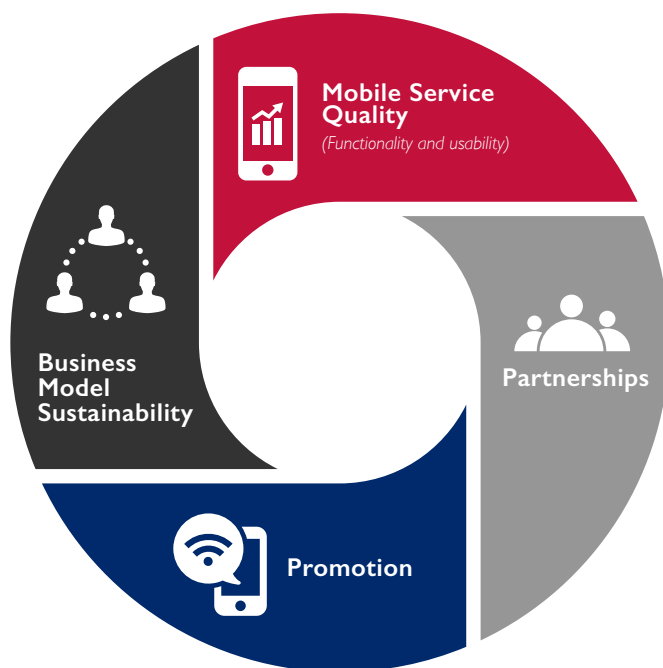 Mobile Service
Quality
(Functionality and usability)
Partnerships
Business
Model
Sustainability
Promotion